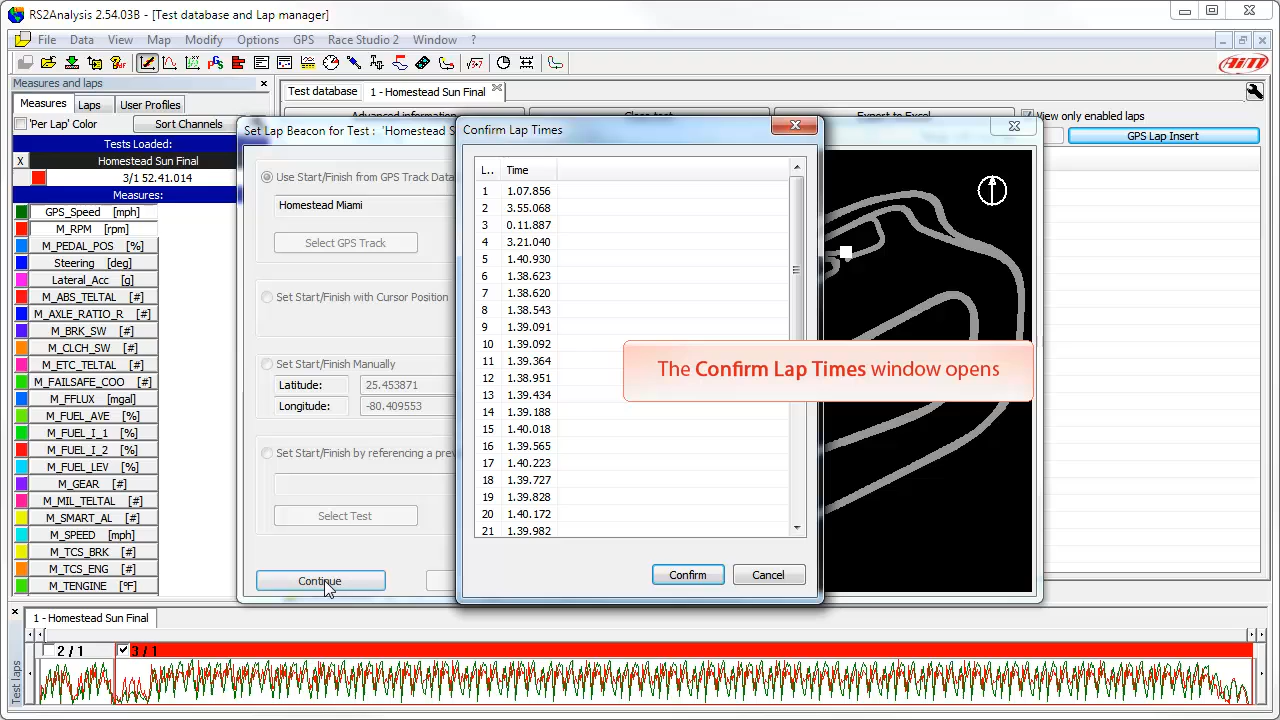 RS2Analysis 2.54.03B - [Test database and Lap manager]
File Data View Map Modify Options GPS Race Studio 2 Window ?
Measures and laps
Test database 1 - Homestead Sun Final
AiM
Measures Laps User Profiles
'Per Lap' Color Sort Channels
Tests Loaded:
X Homestead Sun Final
3/1 52.41.014
Measures:
GPS_Speed [mph]
M_RPM [rpm]
M_PEDAL_POS [%]
Steering [deg]
Lateral_Acc [g]
M_ABS_TELTAL [#]
M_AXLE_RATIO_R [#]
M_BRK_SW [#]
M_CLCH_SW [#]
M_ETC_TELTAL [#]
M_FAILSAFE_COO [#]
M_FFLUX [mgal]
M_FUEL_AVE [%]
M_FUEL_I_1 [%]
M_FUEL_I_2 [%]
M_FUEL_LEV [%]
M_GEAR [#]
M_MIL_TELTAL [#]
M_SMART_AL [#]
M_SPEED [mph]
M_TCS_BRK [#]
M_TCS_ENG [#]
M_TENGINE [°F]
Advanced information Close test Export to Excel View only enabled laps
GPS Lap Insert
Set Lap Beacon for Test : 'Homestead S
Use Start/Finish from GPS Track Data
Homestead Miami
Select GPS Track
Set Start/Finish with Cursor Position
Set Start/Finish Manually
Latitude: 25.453871
Longitude: -80.409553
Set Start/Finish by referencing a prev
Select Test
Continue
Confirm Lap Times
L.. Time
1 1.07.856
2 3.55.068
3 0.11.887
4 3.21.040
5 1.40.930
6 1.38.623
7 1.38.620
8 1.38.543
9 1.39.091
10 1.39.092
11 1.39.364
12 1.38.951
13 1.39.434
14 1.39.188
15 1.40.018
16 1.39.565
17 1.40.223
18 1.39.727
19 1.39.828
20 1.40.172
21 1.39.982
Confirm Cancel
The Confirm Lap Times window opens
1 - Homestead Sun Final
2 / 1 3 / 1
Test laps